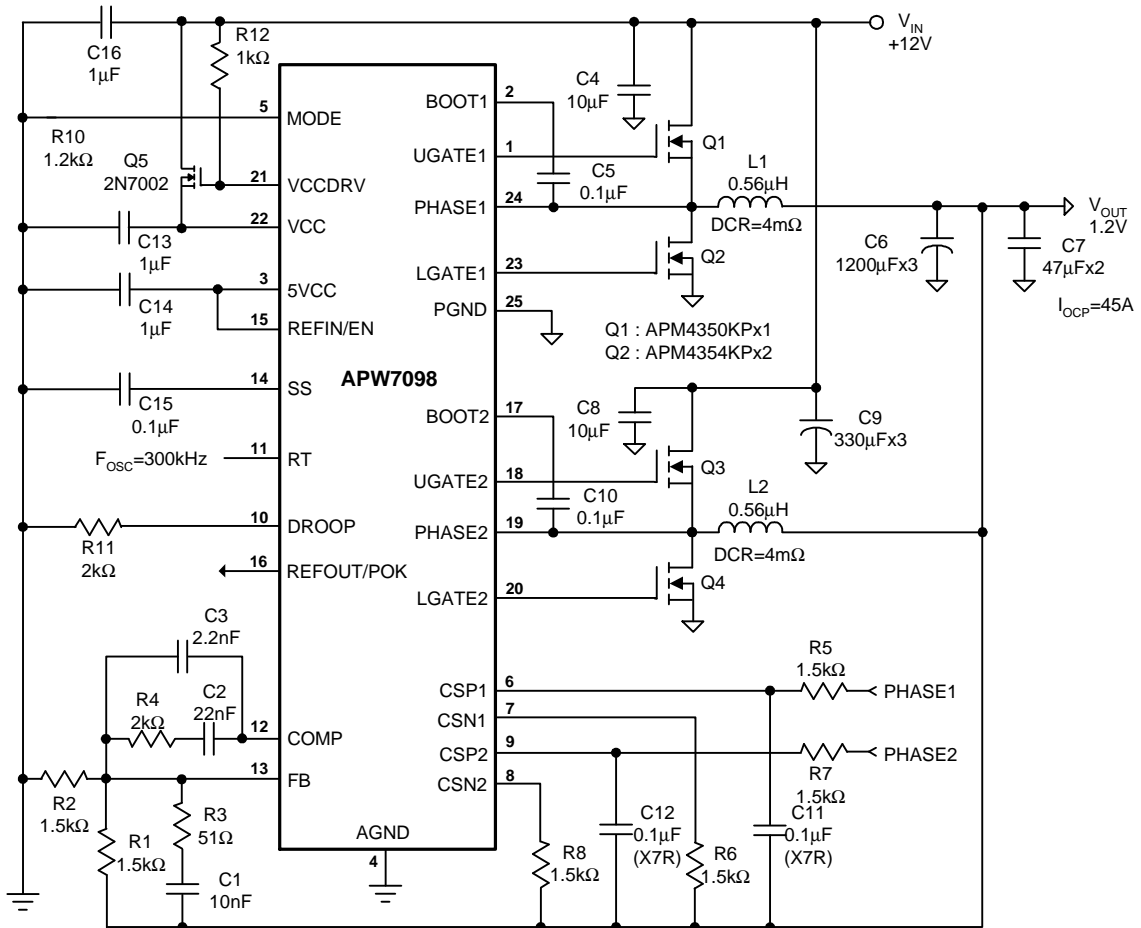 C16
1μF
R12
1kΩ
V_IN
+12V
C4
10μF
2
BOOT1
5
MODE
R10
1.2kΩ
Q5
2N7002
1
UGATE1
Q1
C5
0.1μF
L1
0.56μH
DCR=4mΩ
21
VCCDRV
24
PHASE1
22
VCC
C13
1μF
V_OUT
1.2V
C6
1200μFx3
C7
47μFx2
23
LGATE1
Q2
3
5VCC
C14
1μF
15
REFIN/EN
25
PGND
I_OCP=45A
Q1 : APM4350KPx1
Q2 : APM4354KPx2
APW7098
14
SS
C15
0.1μF
17
BOOT2
C8
10μF
C9
330μFx3
F_OSC=300kHz
11
RT
18
UGATE2
Q3
C10
0.1μF
L2
0.56μH
DCR=4mΩ
10
DROOP
R11
2kΩ
19
PHASE2
16
REFOUT/POK
20
LGATE2
Q4
C3
2.2nF
R4
2kΩ
C2
22nF
12
COMP
6
CSP1
R5
1.5kΩ
PHASE1
7
CSN1
9
CSP2
R7
1.5kΩ
PHASE2
8
CSN2
13
FB
R2
1.5kΩ
R1
1.5kΩ
R3
51Ω
C1
10nF
AGND
4
R8
1.5kΩ
C12
0.1μF
(X7R)
R6
1.5kΩ
C11
0.1μF
(X7R)